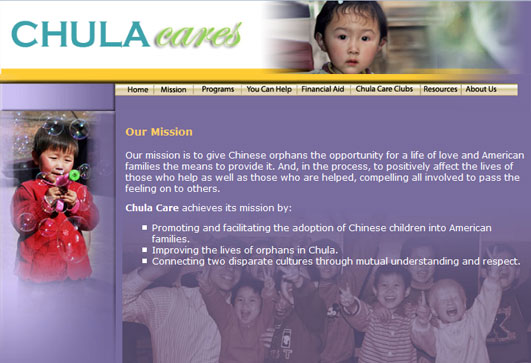 CHULA cares
Home Mission Programs You Can Help Financial Aid Chula Care Clubs Resources About Us
Our Mission
Our mission is to give Chinese orphans the opportunity for a life of love and American
families the means to provide it. And, in the process, to positively affect the lives of
those who help as well as those who are helped, compelling all involved to pass the
feeling on to others.
Chula Care achieves its mission by:
Promoting and facilitating the adoption of Chinese children into American
families.
Improving the lives of orphans in Chula.
Connecting two disparate cultures through mutual understanding and respect.